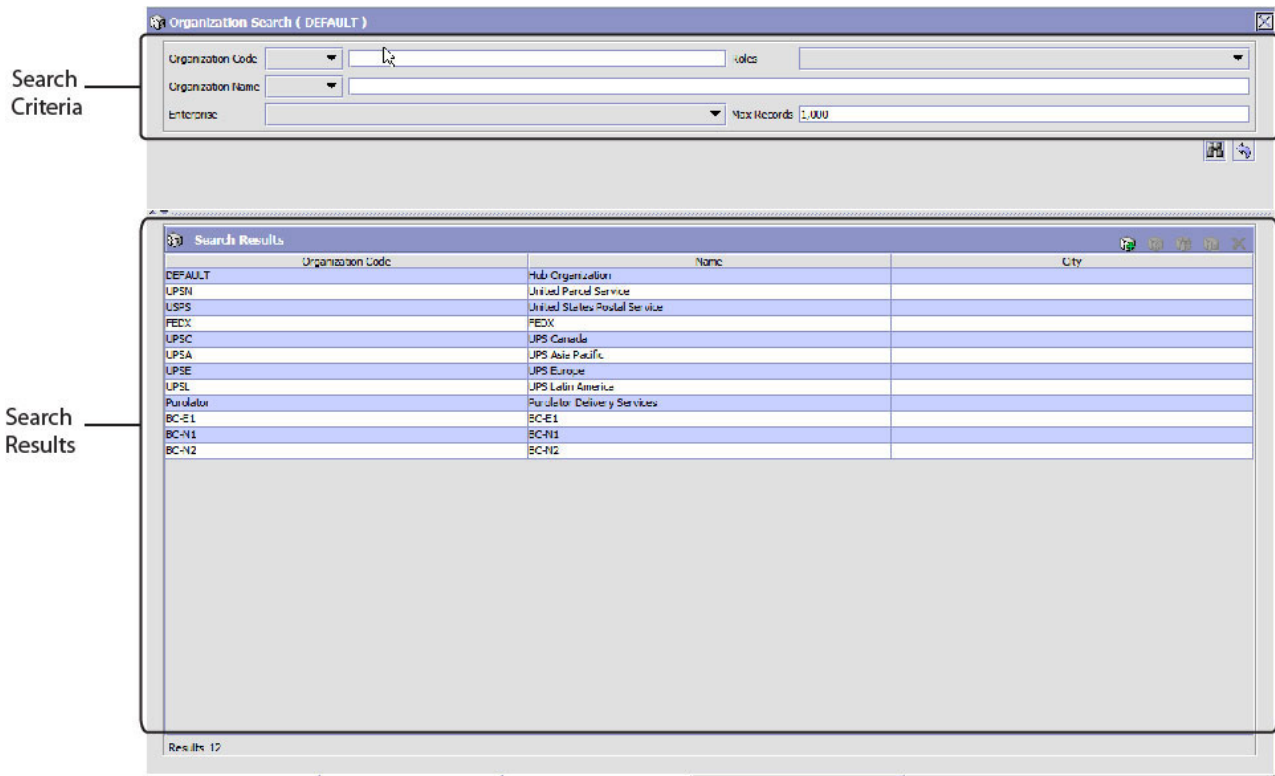 Organization Search ( DEFAULT )
Search Criteria
Organization Code Roles
Organization Name
Enterprise Max Records 1,000
Search Results
Search Results
Organization Code Name City
DEFAULT Hub Organization
UPSN United Parcel Service
USPS United States Postal Service
FEDX FEDX
UPSC UPS Canada
UPSA UPS Asia Pacific
UPSE UPS Europe
UPSL UPS Latin America
Purolator Purolator Delivery Services
BC-E1 BC-E1
BC-N1 BC-N1
BC-N2 BC-N2
Results 12